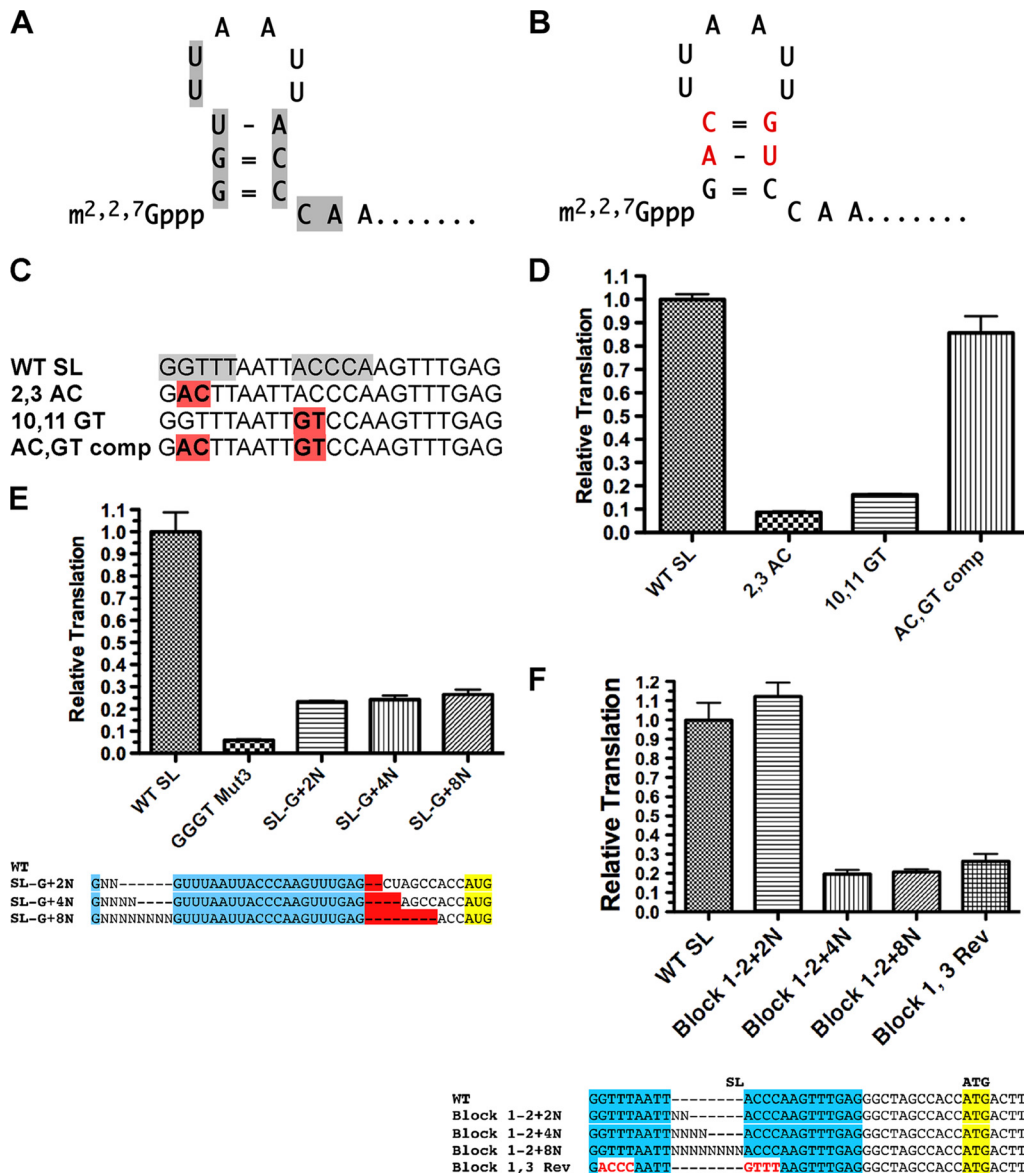 A
A A
U U
U U
U - A
G = C
G = C
m2,2,7Gppp C A A.......
B
A A
U U
U U
C = G
A - U
G = C
m2,2,7Gppp C A A.......
C
WT SL GGTTTAATTACCCAAGTTTGAG
2,3 AC GACTTAATTACCCAAGTTTGAG
10,11 GT GGTTTAATTGTCCAAGTTTGAG
AC,GT comp GACTTAATTGTCCAAGTTTGAG
D
Relative Translation
1.1
1.0
0.9
0.8
0.7
0.6
0.5
0.4
0.3
0.2
0.1
0.0
WT SL
2,3 AC
10,11 GT
AC,GT comp
E
Relative Translation
1.1
1.0
0.9
0.8
0.7
0.6
0.5
0.4
0.3
0.2
0.1
0.0
WT SL
GGGT Mut3
SL-G+2N
SL-G+4N
SL-G+8N
WT
SL-G+2N GNN------GUUUAAUUACCCAAGUUUGAG--CUAGCCACCAUG
SL-G+4N GNNNN----GUUUAAUUACCCAAGUUUGAG----AGCCACCAUG
SL-G+8N GNNNNNNNNGUUUAAUUACCCAAGUUUGAG--------ACCAUG
F
Relative Translation
1.2
1.1
1.0
0.9
0.8
0.7
0.6
0.5
0.4
0.3
0.2
0.1
0.0
WT SL
Block 1-2+2N
Block 1-2+4N
Block 1-2+8N
Block 1, 3 Rev
SL ATG
WT GGTTTAATT--------ACCCAAGTTTGAGGGCTAGCCACCATGACTT
Block 1-2+2N GGTTTAATTNN------ACCCAAGTTTGAGGGCTAGCCACCATGACTT
Block 1-2+4N GGTTTAATTNNNN----ACCCAAGTTTGAGGGCTAGCCACCATGACTT
Block 1-2+8N GGTTTAATTNNNNNNNNACCCAAGTTTGAGGGCTAGCCACCATGACTT
Block 1,3 Rev GACCCAATT--------GTTTAAGTTTGAGGGCTAGCCACCATGACTT